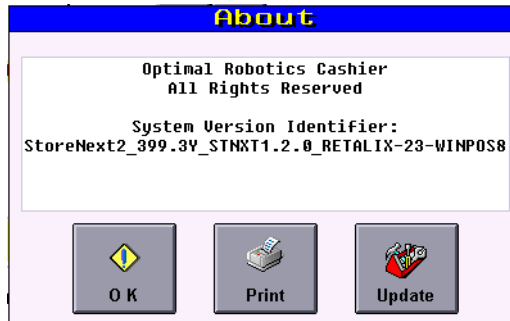 About
Optimal Robotics Cashier
All Rights Reserved
System Version Identifier:
StoreNext2_399.3Y_STNXT1.2.0_RETALIX-23-WINPOS8
O K
Print
Update